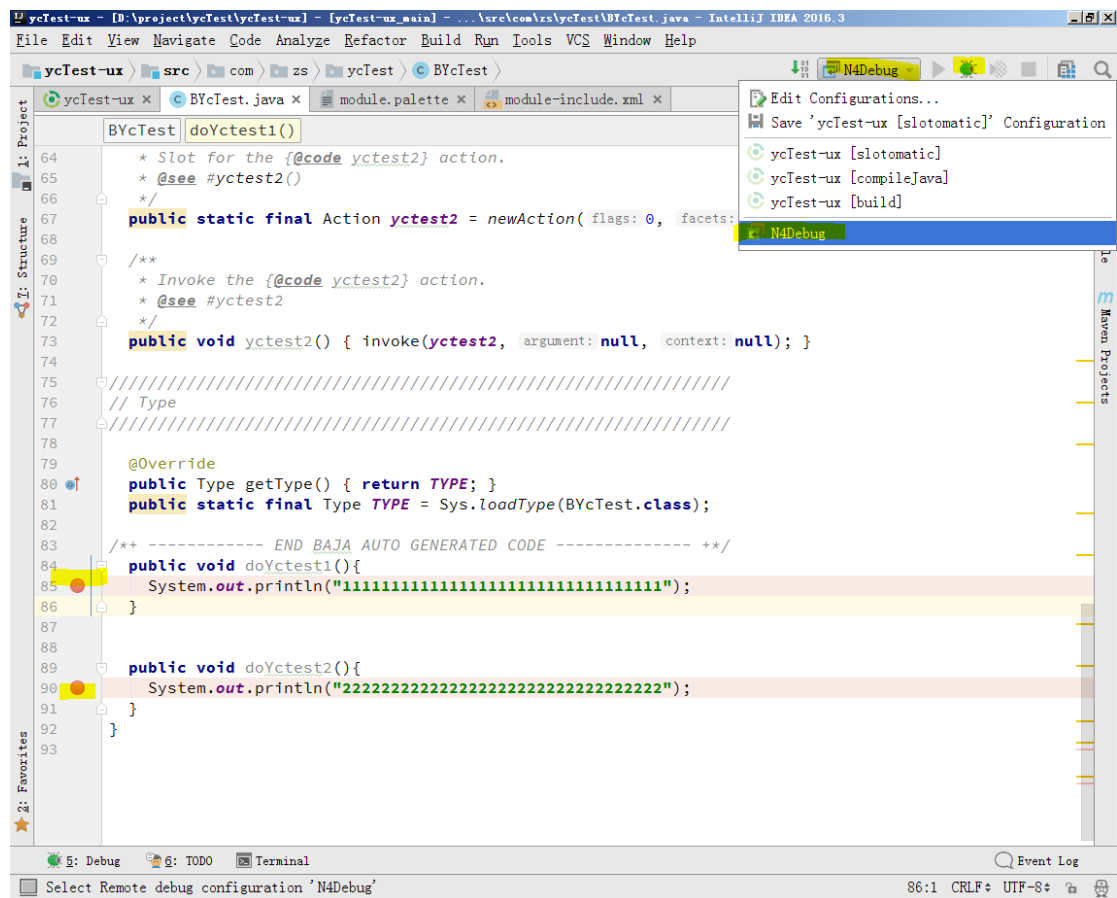 ycTest-ux - [D:\project\ycTest\ycTest-ux] - [ycTest-ux_main] - ...\src\com\zs\ycTest\BYcTest.java - IntelliJ IDEA 2016.3
File Edit View Navigate Code Analyze Refactor Build Run Tools VCS Window Help
ycTest-ux src com zs ycTest BYcTest
N4Debug
ycTest-ux BYcTest.java module.palette module-include.xml
Edit Configurations...
Save 'ycTest-ux [slotomatic]' Configuration
ycTest-ux [slotomatic]
ycTest-ux [compileJava]
ycTest-ux [build]
N4Debug
1: Project
7: Structure
2: Favorites
le
Maven Projects
BYcTest doYctest1()
64 * Slot for the {@code yctest2} action.
65 * @see #yctest2()
66 */
67 public static final Action yctest2 = newAction( flags: 0, facets:
68
69 /**
70 * Invoke the {@code yctest2} action.
71 * @see #yctest2
72 */
73 public void yctest2() { invoke(yctest2, argument: null, context: null); }
74
75 ////////////////////////////////////////////////////////////////
76 // Type
77 ////////////////////////////////////////////////////////////////
78
79 @Override
80 public Type getType() { return TYPE; }
81 public static final Type TYPE = Sys.loadType(BYcTest.class);
82
83 /*+ ------------ END BAJA AUTO GENERATED CODE -------------- +*/
84 public void doYctest1(){
85 System.out.println("111111111111111111111111111111111");
86 }
87
88
89 public void doYctest2(){
90 System.out.println("222222222222222222222222222222222");
91 }
92 }
93
5: Debug 6: TODO Terminal Event Log
Select Remote debug configuration 'N4Debug' 86:1 CRLF UTF-8